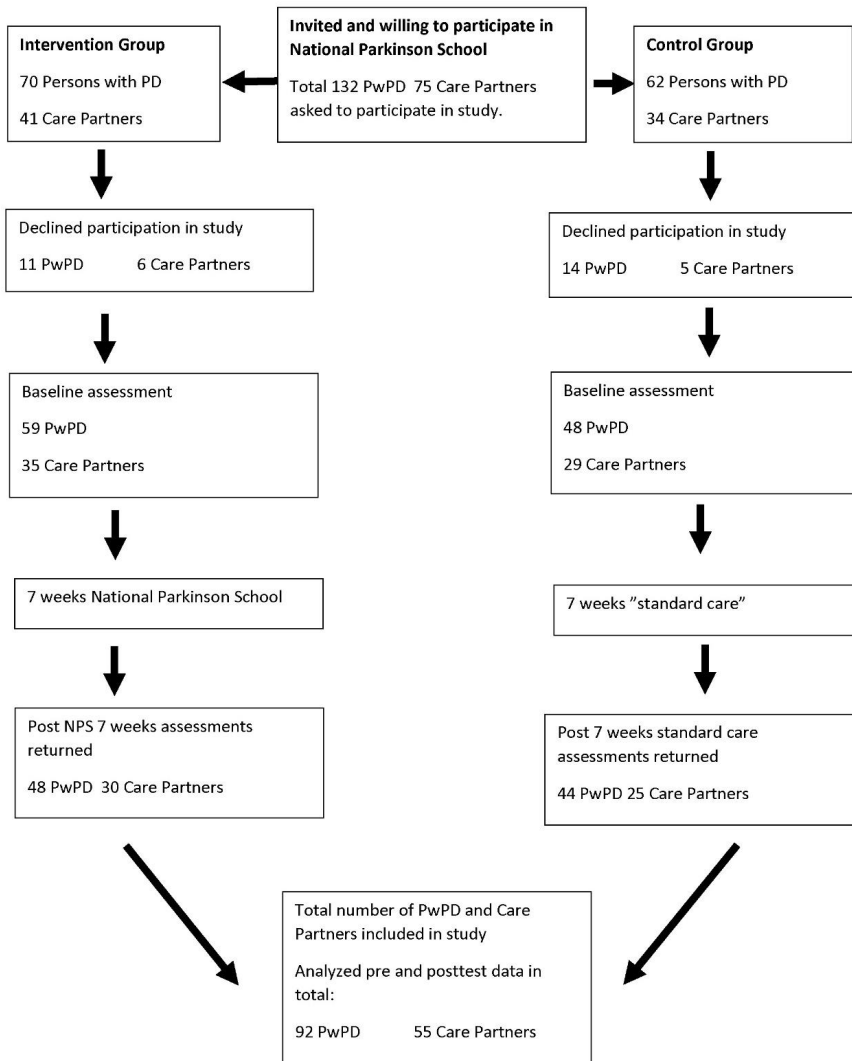 Invited and willing to participate in
National Parkinson School
Total 132 PwPD  75 Care Partners
asked to participate in study.
Intervention Group
70 Persons with PD
41 Care Partners
Control Group
62 Persons with PD
34 Care Partners
Declined participation in study
11 PwPD 6 Care Partners
Declined participation in study
14 PwPD 5 Care Partners
Baseline assessment
59 PwPD
35 Care Partners
Baseline assessment
48 PwPD
29 Care Partners
7 weeks National Parkinson School
7 weeks ”standard care”
Post NPS 7 weeks assessments
returned
48 PwPD  30 Care Partners
Post 7 weeks standard care
assessments returned
44 PwPD 25 Care Partners
Total number of PwPD and Care
Partners included in study
Analyzed pre and posttest data in
total:
92 PwPD 55 Care Partners